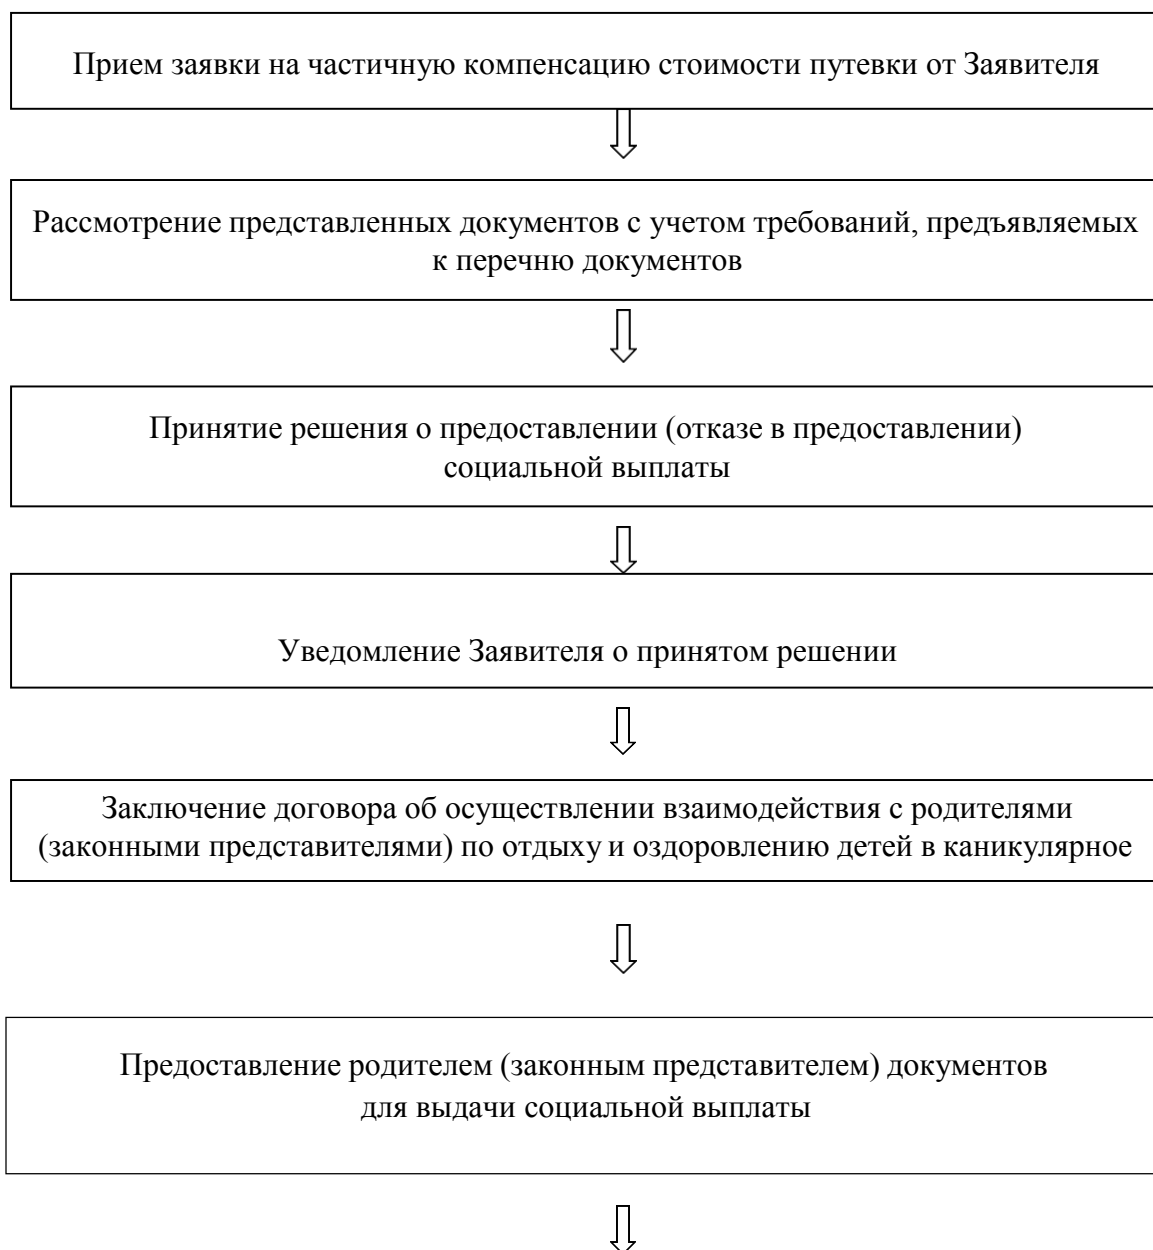 Прием заявки на частичную компенсацию стоимости путевки от Заявителя
Рассмотрение представленных документов с учетом требований, предъявляемых
к перечню документов
Принятие решения о предоставлении (отказе в предоставлении)
социальной выплаты
Уведомление Заявителя о принятом решении
Заключение договора об осуществлении взаимодействия с родителями
(законными представителями) по отдыху и оздоровлению детей в каникулярное
Предоставление родителем (законным представителем) документов
для выдачи социальной выплаты